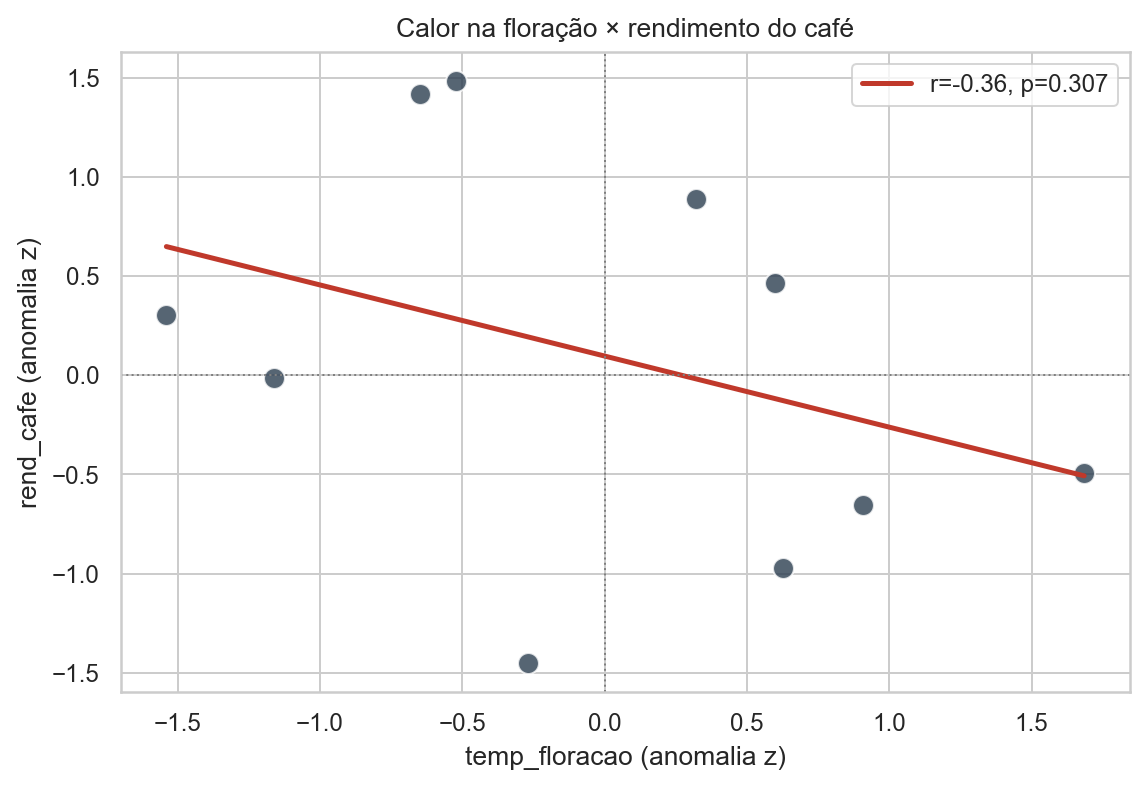 Calor na floração × rendimento do café
r=-0.36, p=0.307
rend_cafe (anomalia z)
1.5
1.0
0.5
0.0
−0.5
−1.0
−1.5
−1.5 −1.0 −0.5 0.0 0.5 1.0 1.5
temp_floracao (anomalia z)